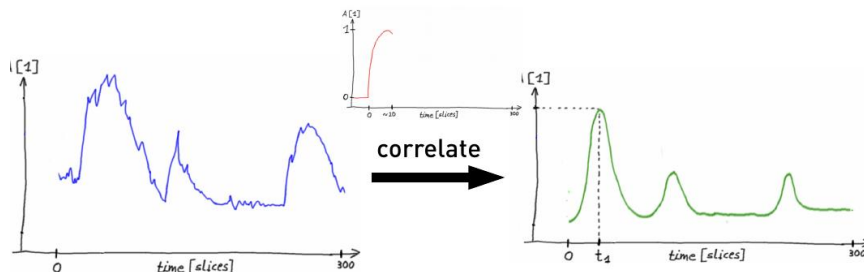 A [1]
1
0
0 ~10 300
time [slices]
[1]
0 time [slices] 300
correlate
[1]
0 t1 time [slices] 300